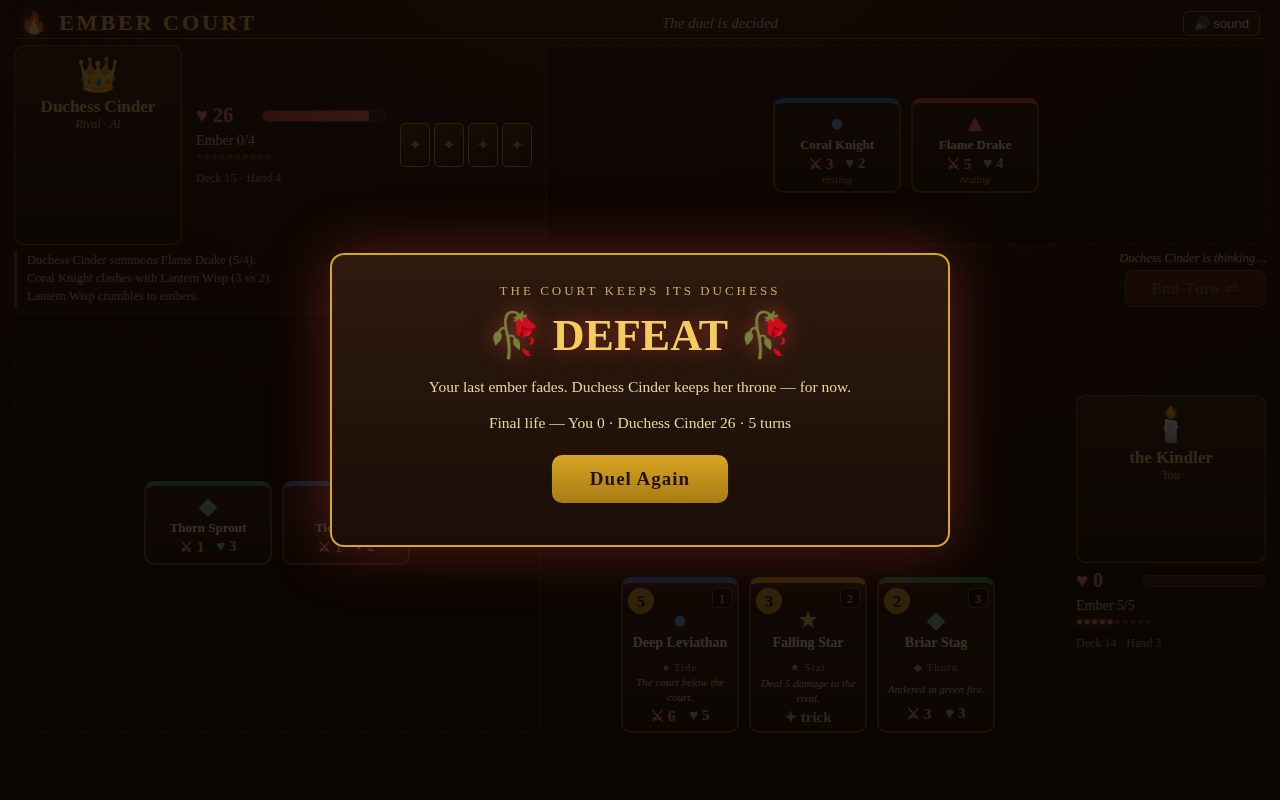 EMBER COURT
The duel is decided
sound
Duchess Cinder
Rival · AI
♥ 26
Ember 0/4
Deck 15 · Hand 4
Coral Knight
⚔ 3 ♥ 2
resting
Flame Drake
⚔ 5 ♥ 4
resting
Duchess Cinder summons Flame Drake (5/4).
Coral Knight clashes with Lantern Wisp (3 vs 2).
Lantern Wisp crumbles to embers.
Duchess Cinder is thinking…
End Turn ⏎
THE COURT KEEPS ITS DUCHESS
DEFEAT
Your last ember fades. Duchess Cinder keeps her throne — for now.
Final life — You 0 · Duchess Cinder 26 · 5 turns
Duel Again
Thorn Sprout
⚔ 1 ♥ 3
the Kindler
You
♥ 0
Ember 5/5
Deck 14 · Hand 3
5 1
Deep Leviathan
● Tide
The court below the
court.
⚔ 6 ♥ 5
3 2
Falling Star
★ Star
Deal 5 damage to the
rival.
✦ trick
2 3
Briar Stag
◆ Thorn
Antlered in green fire.
⚔ 3 ♥ 3